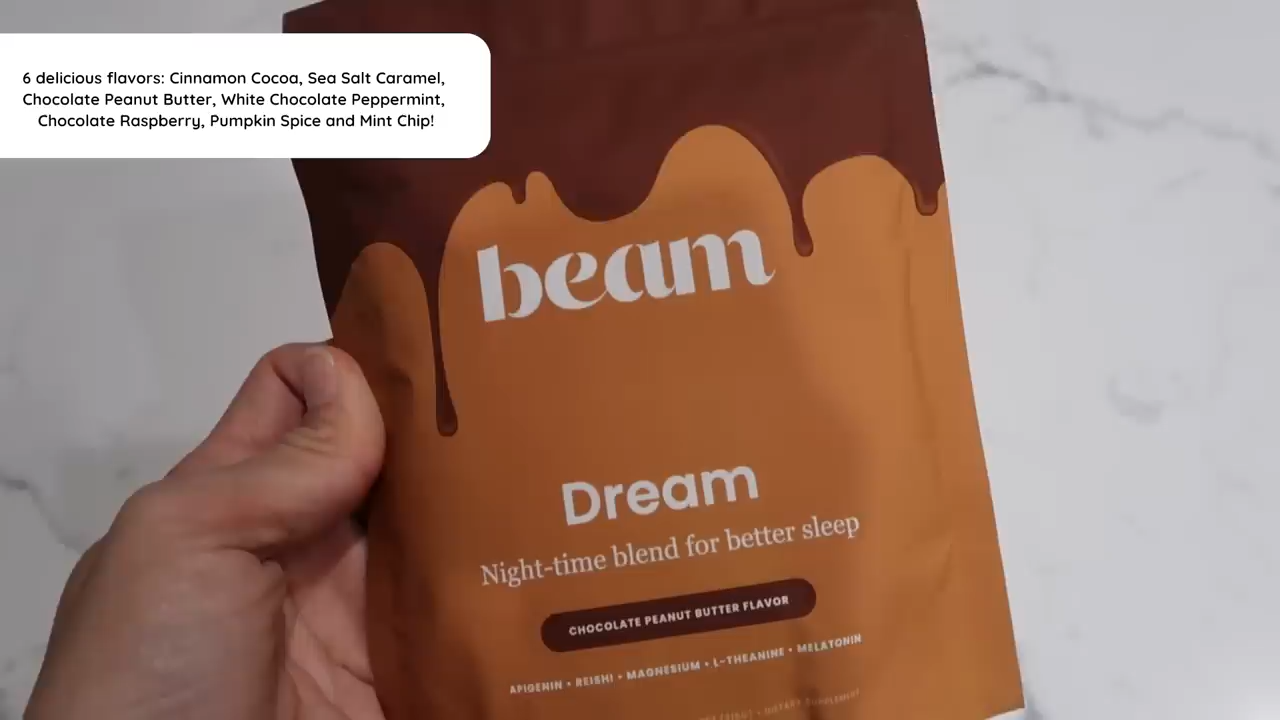 6 delicious flavors: Cinnamon Cocoa, Sea Salt Caramel,
Chocolate Peanut Butter, White Chocolate Peppermint,
Chocolate Raspberry, Pumpkin Spice and Mint Chip!
beam
Dream
Night-time blend for better sleep
CHOCOLATE PEANUT BUTTER FLAVOR
APIGENIN • REISHI • MAGNESIUM • L-THEANINE • MELATONIN
DIETARY SUPPLEMENT